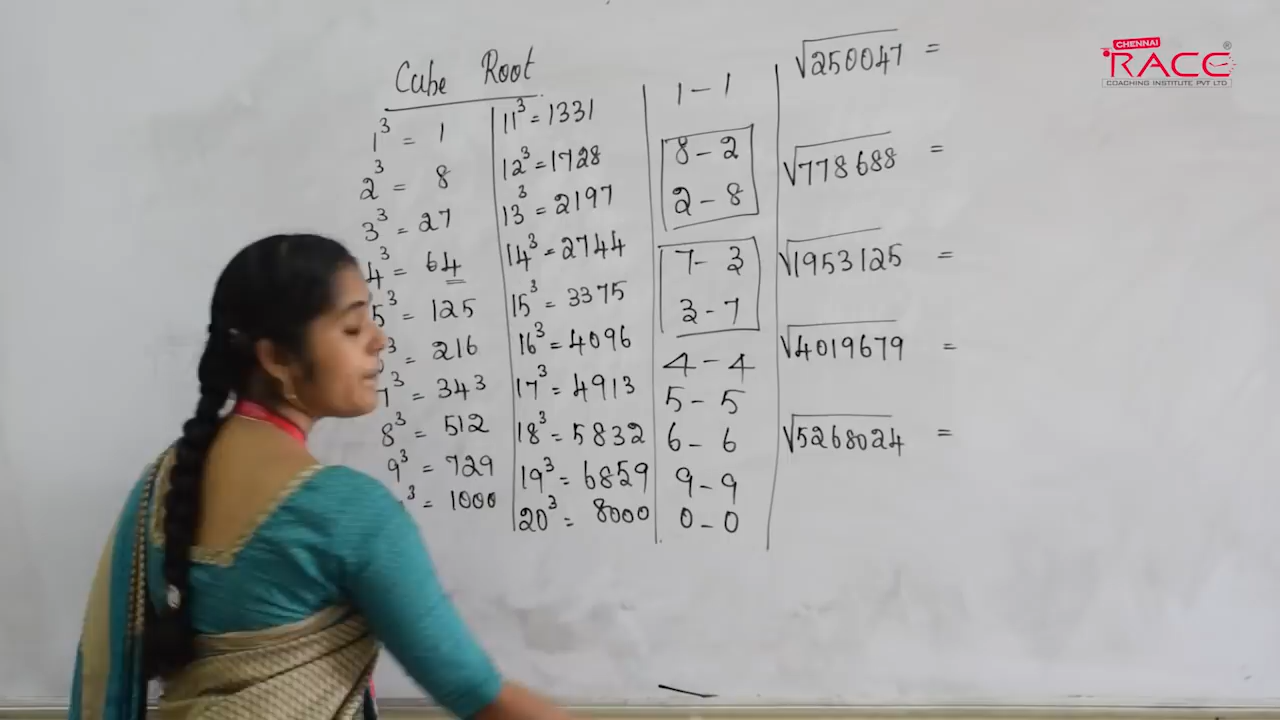 Cube Root
1³ = 1
2³ = 8
3³ = 27
4³ = 64
5³ = 125
³ = 216
7³ = 343
8³ = 512
9³ = 729
³ = 1000
11³ = 1331
12³ = 1728
13³ = 2197
14³ = 2744
15³ = 3375
16³ = 4096
17³ = 4913
18³ = 5832
19³ = 6859
20³ = 8000
1 - 1
8 - 2
2 - 8
7 - 3
3 - 7
4 - 4
5 - 5
6 - 6
9 - 9
0 - 0
√250047 =
√778688 =
√1953125 =
√4019679 =
√5268024 =
CHENNAI
RACE®
COACHING INSTITUTE PVT LTD